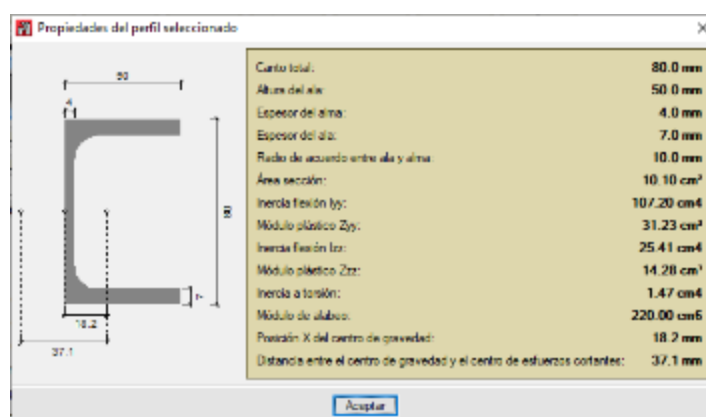 Propiedades del perfil seleccionado
50
4
80
7
18.2
37.1
Canto total: 80.0 mm
Altura del ala: 50.0 mm
Espesor del alma: 4.0 mm
Espesor del ala: 7.0 mm
Radio de acuerdo entre ala y alma: 10.0 mm
Área sección: 10.10 cm²
Inercia flexión Iyy: 107.20 cm4
Módulo plástico Zyy: 31.23 cm³
Inercia flexión Izz: 25.41 cm4
Módulo plástico Zzz: 14.28 cm³
Inercia a torsión: 1.47 cm4
Módulo de alabeo: 220.00 cm6
Posición X del centro de gravedad: 18.2 mm
Distancia entre el centro de gravedad y el centro de esfuerzos cortantes: 37.1 mm
Aceptar